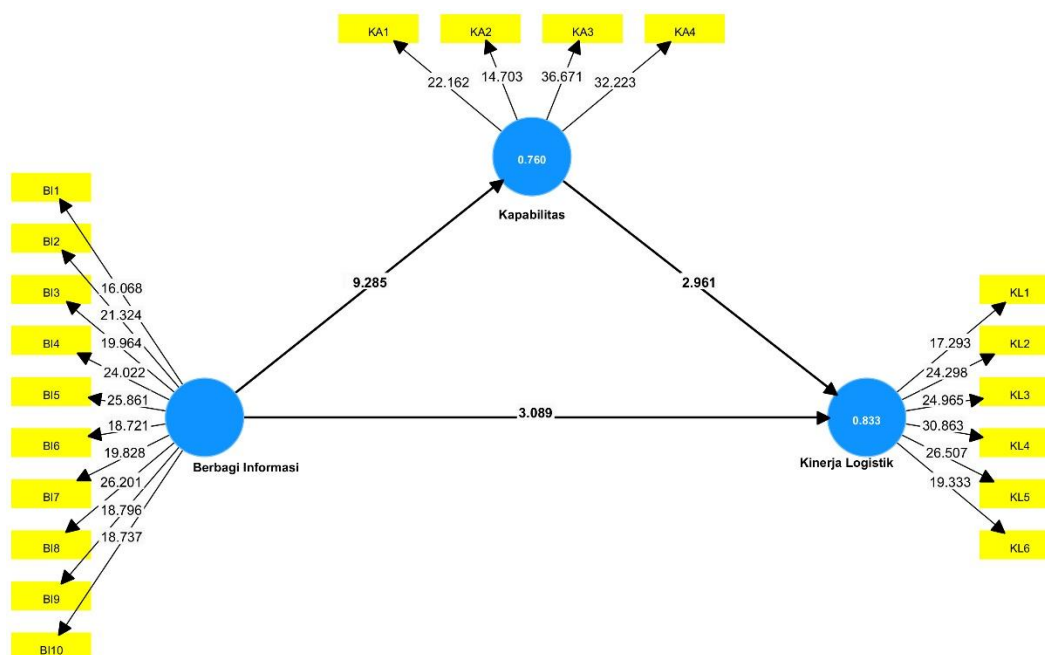 KA1
KA2
KA3
KA4
22.162
14.703
36.671
32.223
0.760
Kapabilitas
BI1
BI2
BI3
BI4
BI5
BI6
BI7
BI8
BI9
BI10
16.068
21.324
19.964
24.022
25.861
18.721
19.828
26.201
18.796
18.737
Berbagi Informasi
9.285
2.961
3.089
0.833
Kinerja Logistik
17.293
24.298
24.965
30.863
26.507
19.333
KL1
KL2
KL3
KL4
KL5
KL6